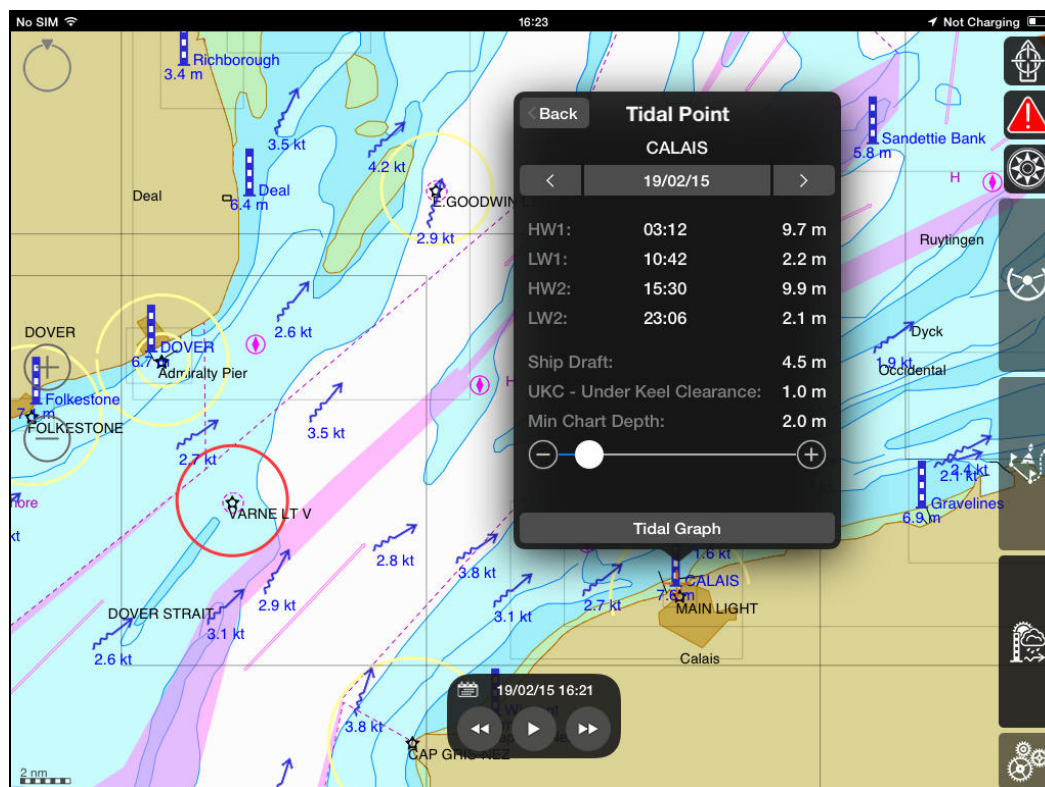 No SIM
16:23
Not Charging
Richborough
3.4 m
3.5 kt
4.2 kt
Deal
Deal
6.4 m
E.GOODWIN
2.9 kt
Sandettie Bank
5.8 m
H
Ruytingen
Back
Tidal Point
CALAIS
19/02/15
HW1: 03:12 9.7 m
LW1: 10:42 2.2 m
HW2: 15:30 9.9 m
LW2: 23:06 2.1 m
Ship Draft: 4.5 m
UKC - Under Keel Clearance: 1.0 m
Min Chart Depth: 2.0 m
Tidal Graph
2.6 kt
DOVER
DOVER
Admiralty Pier
Dyck
1.9 kt
Occidental
Folkestone
FOLKESTONE
3.5 kt
2.7 kt
2.4 kt
2.1 kt
Gravelines
6.9 m
VARNE LT V
kt
2.8 kt
3.8 kt
1.6 kt
CALAIS
MAIN LIGHT
2.9 kt
3.1 kt
2.7 kt
DOVER STRAIT
3.1 kt
2.6 kt
Calais
19/02/15 16:21
3.8 kt
CAP GRIS NEZ
2 nm